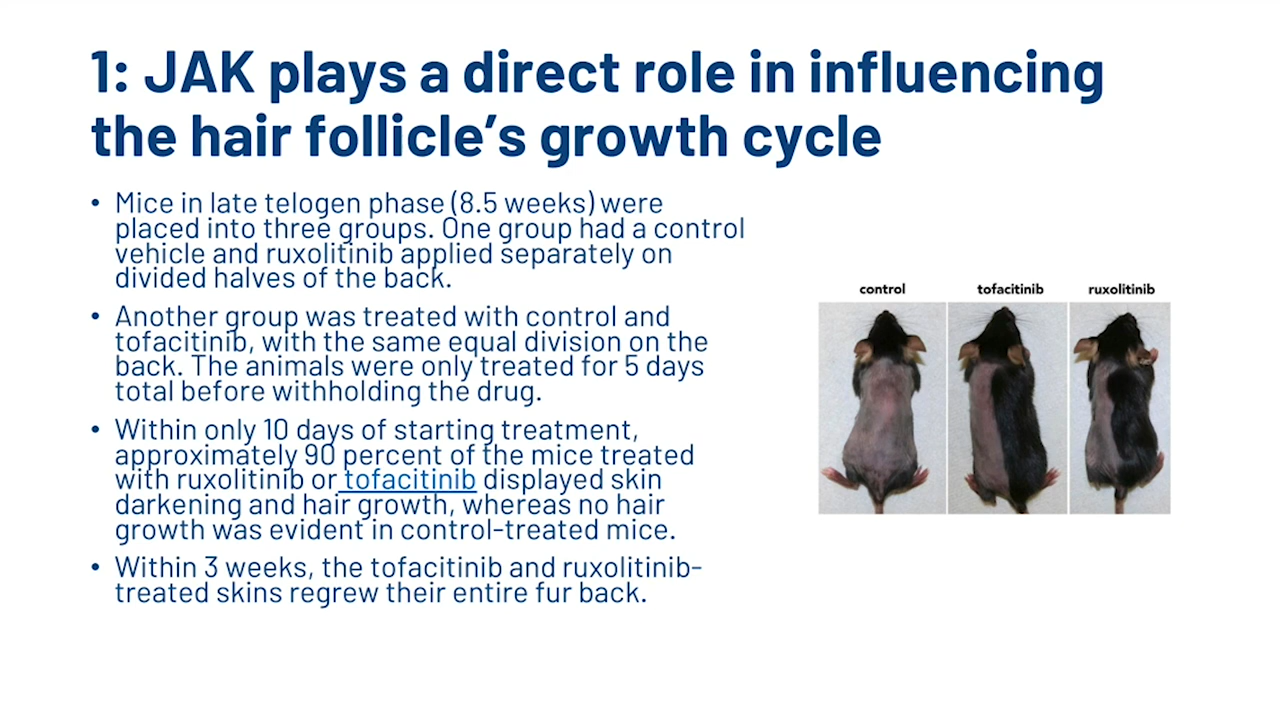 1: JAK plays a direct role in influencing
the hair follicle’s growth cycle
• Mice in late telogen phase (8.5 weeks) were
placed into three groups. One group had a control
vehicle and ruxolitinib applied separately on
divided halves of the back.
• Another group was treated with control and
tofacitinib, with the same equal division on the
back. The animals were only treated for 5 days
total before withholding the drug.
• Within only 10 days of starting treatment,
approximately 90 percent of the mice treated
with ruxolitinib or tofacitinib displayed skin
darkening and hair growth, whereas no hair
growth was evident in control-treated mice.
• Within 3 weeks, the tofacitinib and ruxolitinib-
treated skins regrew their entire fur back.
control tofacitinib ruxolitinib